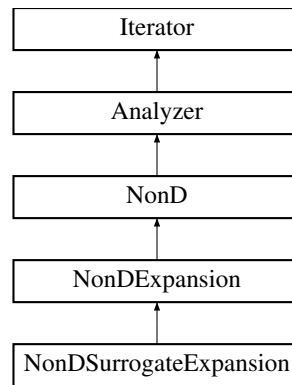 Iterator
Analyzer
NonD
NonDExpansion
NonDSurrogateExpansion